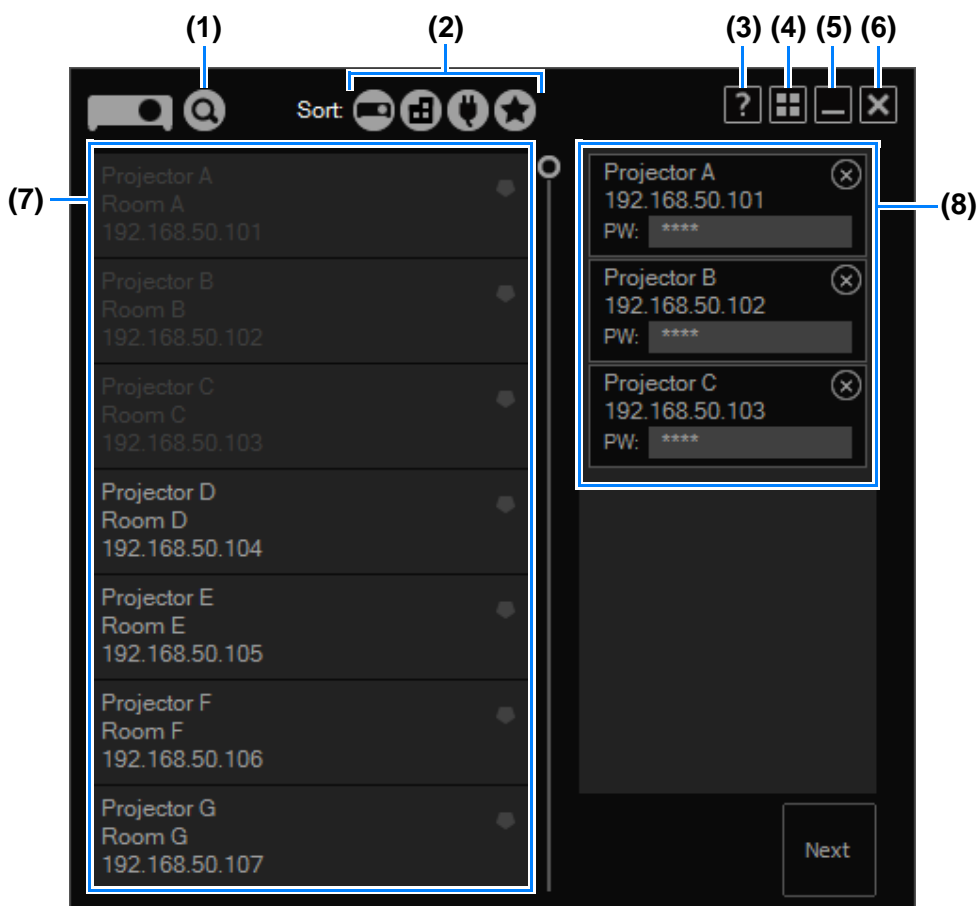 (1)
(2)
(3) (4) (5) (6)
Sort:
?
(7)
Projector A
Room A
192.168.50.101
Projector B
Room B
192.168.50.102
Projector C
Room C
192.168.50.103
Projector D
Room D
192.168.50.104
Projector E
Room E
192.168.50.105
Projector F
Room F
192.168.50.106
Projector G
Room G
192.168.50.107
(8)
Projector A
192.168.50.101
PW: ****
Projector B
192.168.50.102
PW: ****
Projector C
192.168.50.103
PW: ****
Next